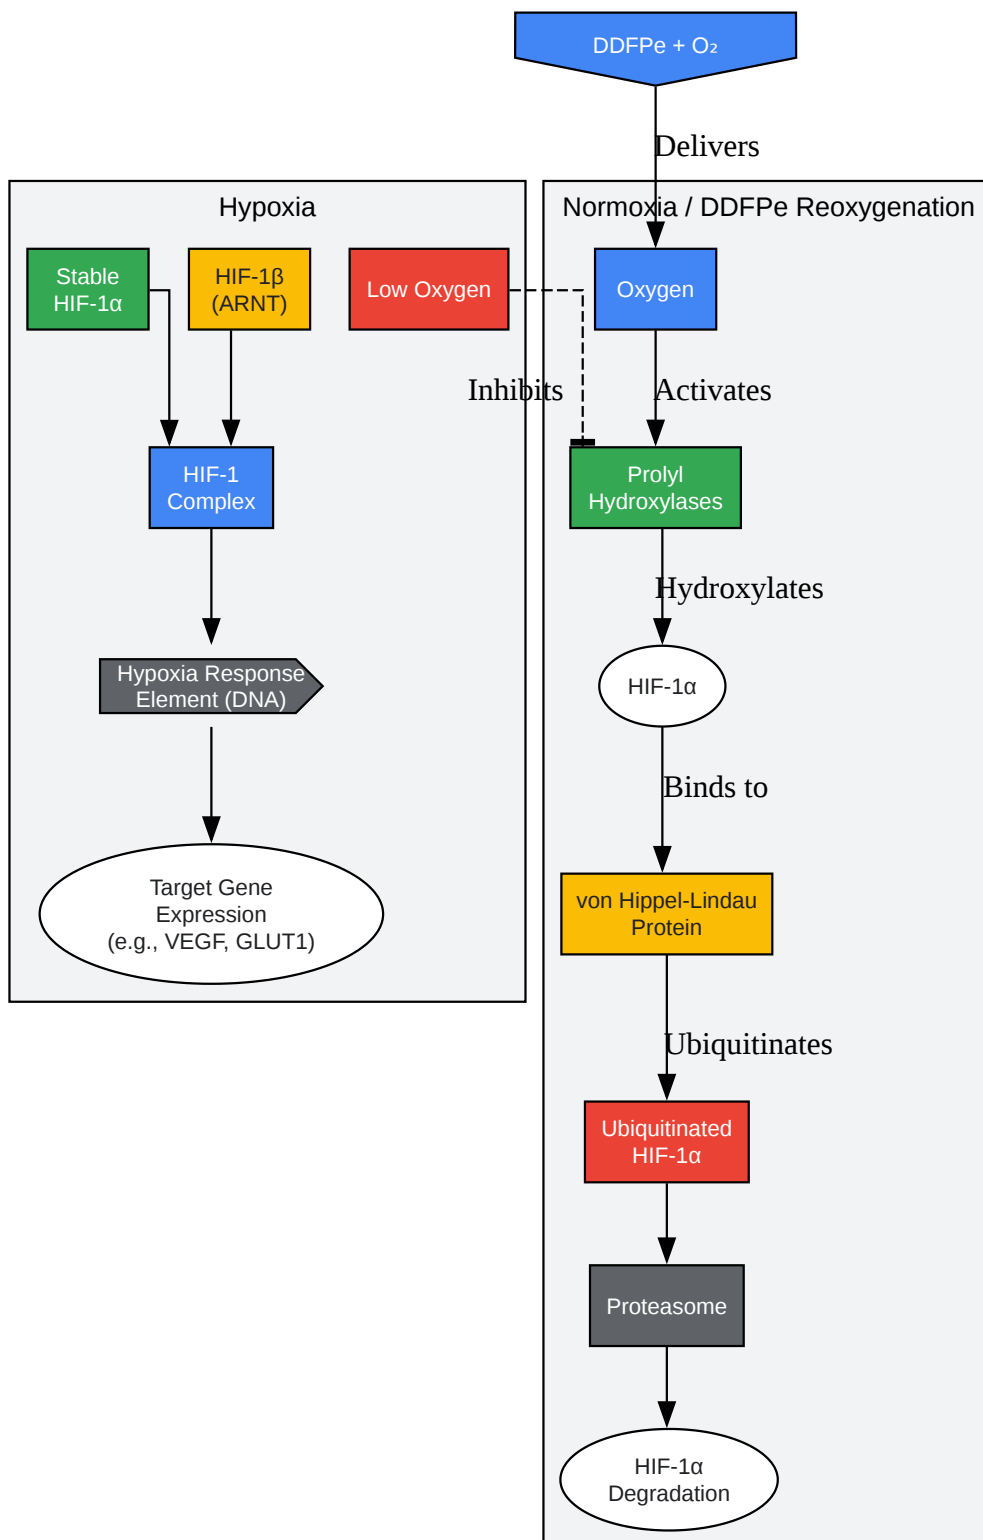 DDFPe + O₂
Delivers
Hypoxia
Stable
HIF-1α
HIF-1β
(ARNT)
Low Oxygen
Inhibits
HIF-1
Complex
Hypoxia Response
Element (DNA)
Target Gene
Expression
(e.g., VEGF, GLUT1)
Normoxia / DDFPe Reoxygenation
Oxygen
Activates
Prolyl
Hydroxylases
Hydroxylates
HIF-1α
Binds to
von Hippel-Lindau
Protein
Ubiquitinates
Ubiquitinated
HIF-1α
Proteasome
HIF-1α
Degradation